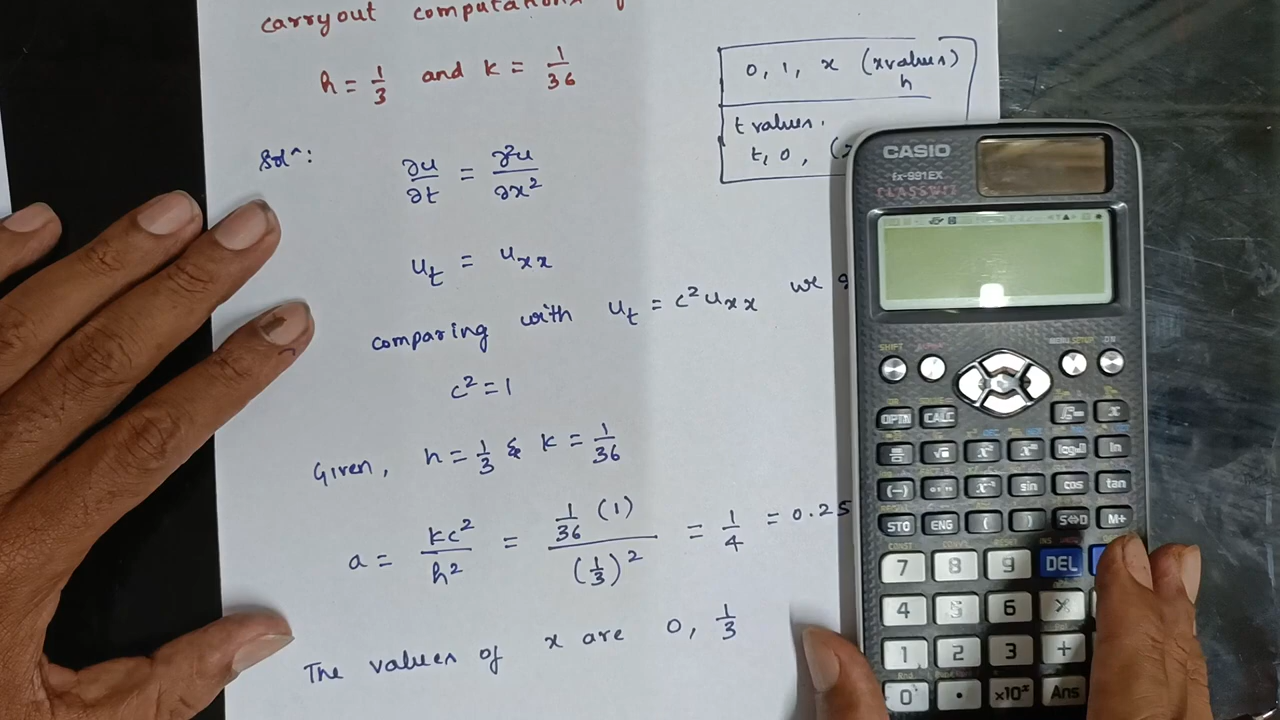 carryout computations
h = 1/3 and k = 1/36
0, 1, x (x values)
h
t values.
t, 0,
Solⁿ:
∂u/∂t = ∂²u/∂x²
u_t = u_xx
comparing with u_t = c² u_xx we
c² = 1
Given, h = 1/3 & k = 1/36
a = kc²/h² = (1/36 (1))/(1/3)² = 1/4 = 0.25
The values of x are 0, 1/3
CASIO
fx-991EX
CLASSWIZ
SHIFT ALPHA MENU SETUP ON
OPTN CALC x
(−) sin cos tan
STO ENG ( ) S⇔D M+
7 8 9 DEL
4 5 6 ×
1 2 3 +
0 • ×10ˣ Ans